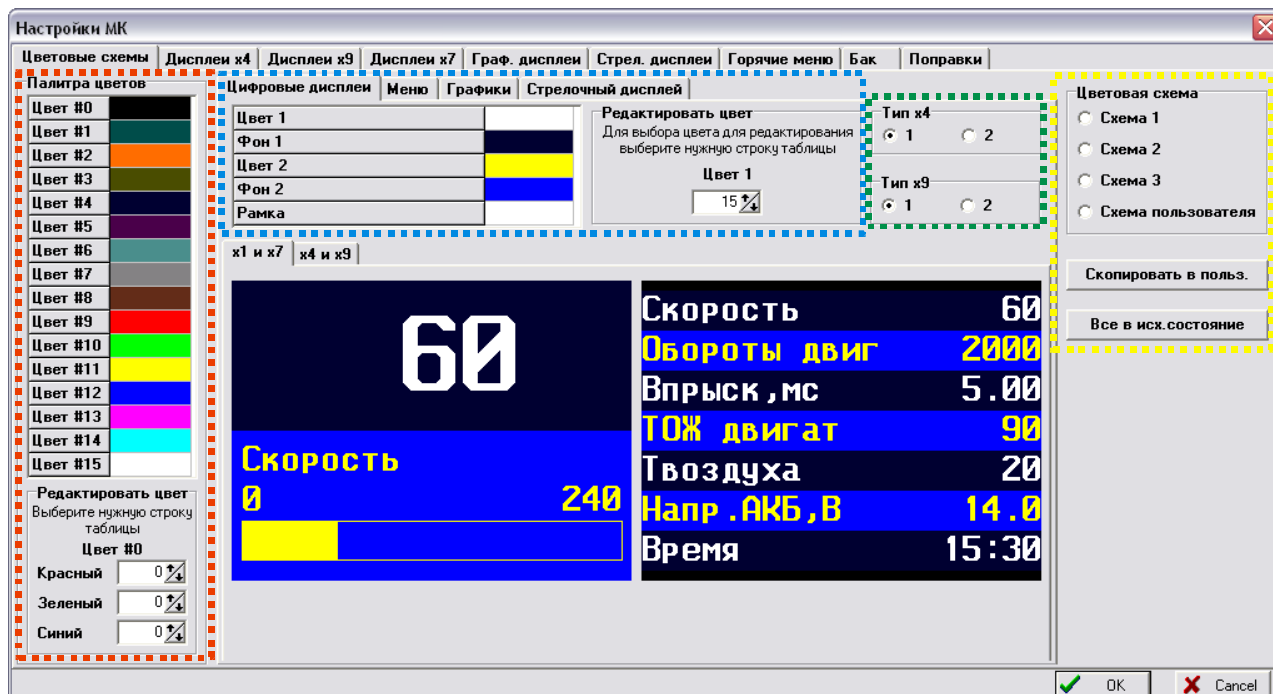 Настройки МК
Цветовые схемы Дисплеи х4 Дисплеи х9 Дисплеи х7 Граф. дисплеи Стрел. дисплеи Горячие меню Бак Поправки
Палитра цветов
Цвет #0
Цвет #1
Цвет #2
Цвет #3
Цвет #4
Цвет #5
Цвет #6
Цвет #7
Цвет #8
Цвет #9
Цвет #10
Цвет #11
Цвет #12
Цвет #13
Цвет #14
Цвет #15
Редактировать цвет
Выберите нужную строку
таблицы
Цвет #0
Красный 0
Зеленый 0
Синий 0
Цифровые дисплеи Меню Графики Стрелочный дисплей
Цвет 1
Фон 1
Цвет 2
Фон 2
Рамка
Редактировать цвет
Для выбора цвета для редактирования
выберите нужную строку таблицы
Цвет 1
15
Тип х4
1 2
Тип х9
1 2
х1 и х7 х4 и х9
60
Скорость
0 240
Скорость 60
Обороты двиг 2000
Впрыск,мс 5.00
ТОЖ двигат 90
Твоздуха 20
Напр.АКБ,В 14.0
Время 15:30
Цветовая схема
Схема 1
Схема 2
Схема 3
Схема пользователя
Скопировать в польз.
Все в исх.состояние
OK Cancel